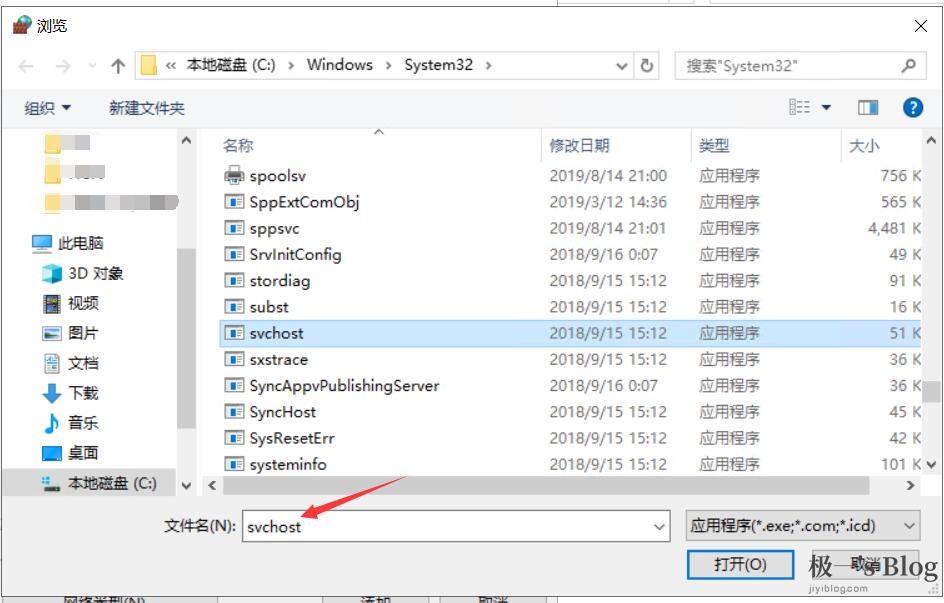 浏览
« 本地磁盘 (C:) › Windows › System32 ›
搜索"System32"
组织
新建文件夹
名称 修改日期 类型 大小
spoolsv 2019/8/14 21:00 应用程序 756 K
SppExtComObj 2019/3/12 14:36 应用程序 565 K
sppsvc 2019/8/14 21:01 应用程序 4,481 K
SrvInitConfig 2018/9/16 0:07 应用程序 49 K
stordiag 2018/9/15 15:12 应用程序 91 K
subst 2018/9/15 15:12 应用程序 16 K
svchost 2018/9/15 15:12 应用程序 51 K
sxstrace 2018/9/15 15:12 应用程序 36 K
SyncAppvPublishingServer 2018/9/16 0:07 应用程序 36 K
SyncHost 2018/9/15 15:12 应用程序 45 K
SysResetErr 2018/9/15 15:12 应用程序 42 K
systeminfo 2018/9/15 15:12 应用程序 101 K
此电脑
3D 对象
视频
图片
文档
下载
音乐
桌面
本地磁盘 (C:)
文件名(N): svchost
应用程序(*.exe;*.com;*.icd)
打开(O)
取消
极一's Blog
jiyiblog.com
网络类型(N)
添加
取消